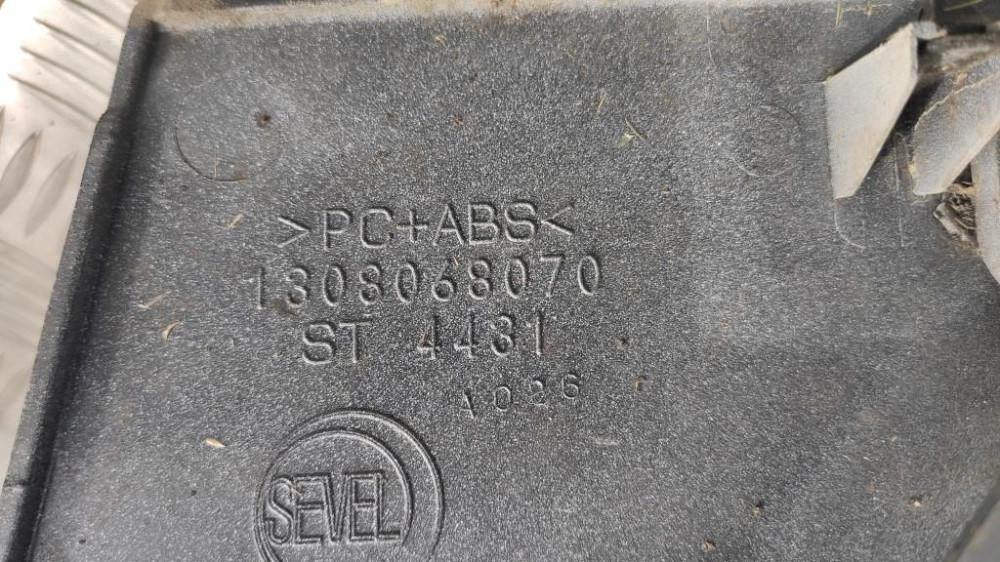 >PC+ABS<
1308068070
ST 4431
A026
SEVEL